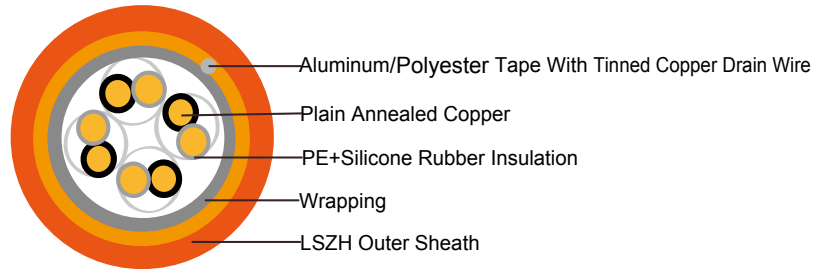 Aluminum/Polyester Tape With Tinned Copper Drain Wire
Plain Annealed Copper
PE+Silicone Rubber Insulation
Wrapping
LSZH Outer Sheath